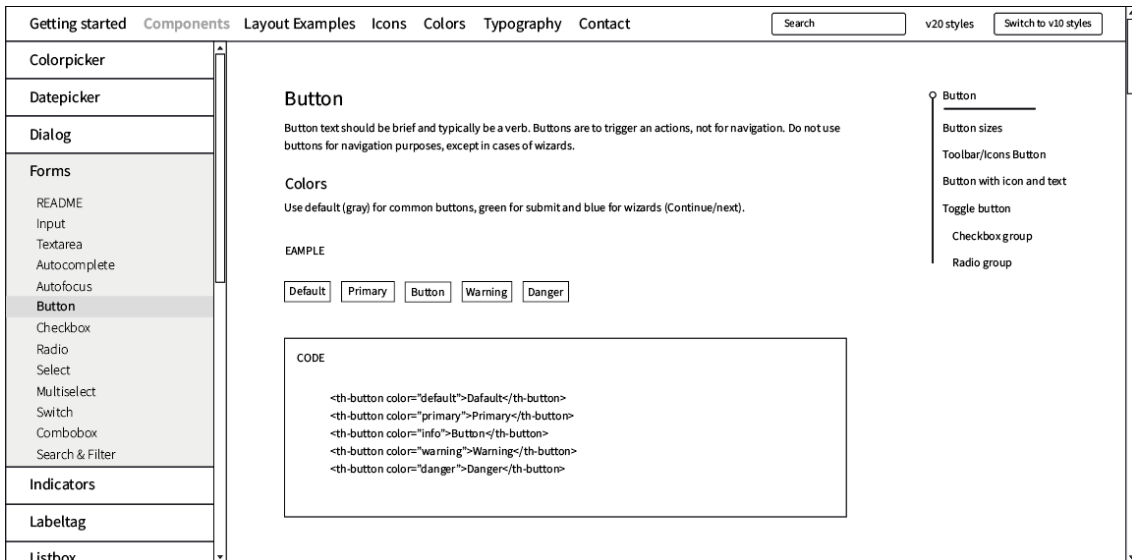 Getting started Components Layout Examples Icons Colors Typography Contact Search v20 styles Switch to v10 styles
Colorpicker
Datepicker
Dialog
Forms
README
Input
Textarea
Autocomplete
Autofocus
Button
Checkbox
Radio
Select
Multiselect
Switch
Combobox
Search & Filter
Indicators
Labeltag
Listbox
Button
Button text should be brief and typically be a verb. Buttons are to trigger an actions, not for navigation. Do not use
buttons for navigation purposes, except in cases of wizards.
Colors
Use default (gray) for common buttons, green for submit and blue for wizards (Continue/next).
EAMPLE
Default Primary Button Warning Danger
CODE
<th-button color="default">Dafault</th-button>
<th-button color="primary">Primary</th-button>
<th-button color="info">Button</th-button>
<th-button color="warning">Warning</th-button>
<th-button color="danger">Danger</th-button>
Button
Button sizes
Toolbar/Icons Button
Button with icon and text
Toggle button
Checkbox group
Radio group